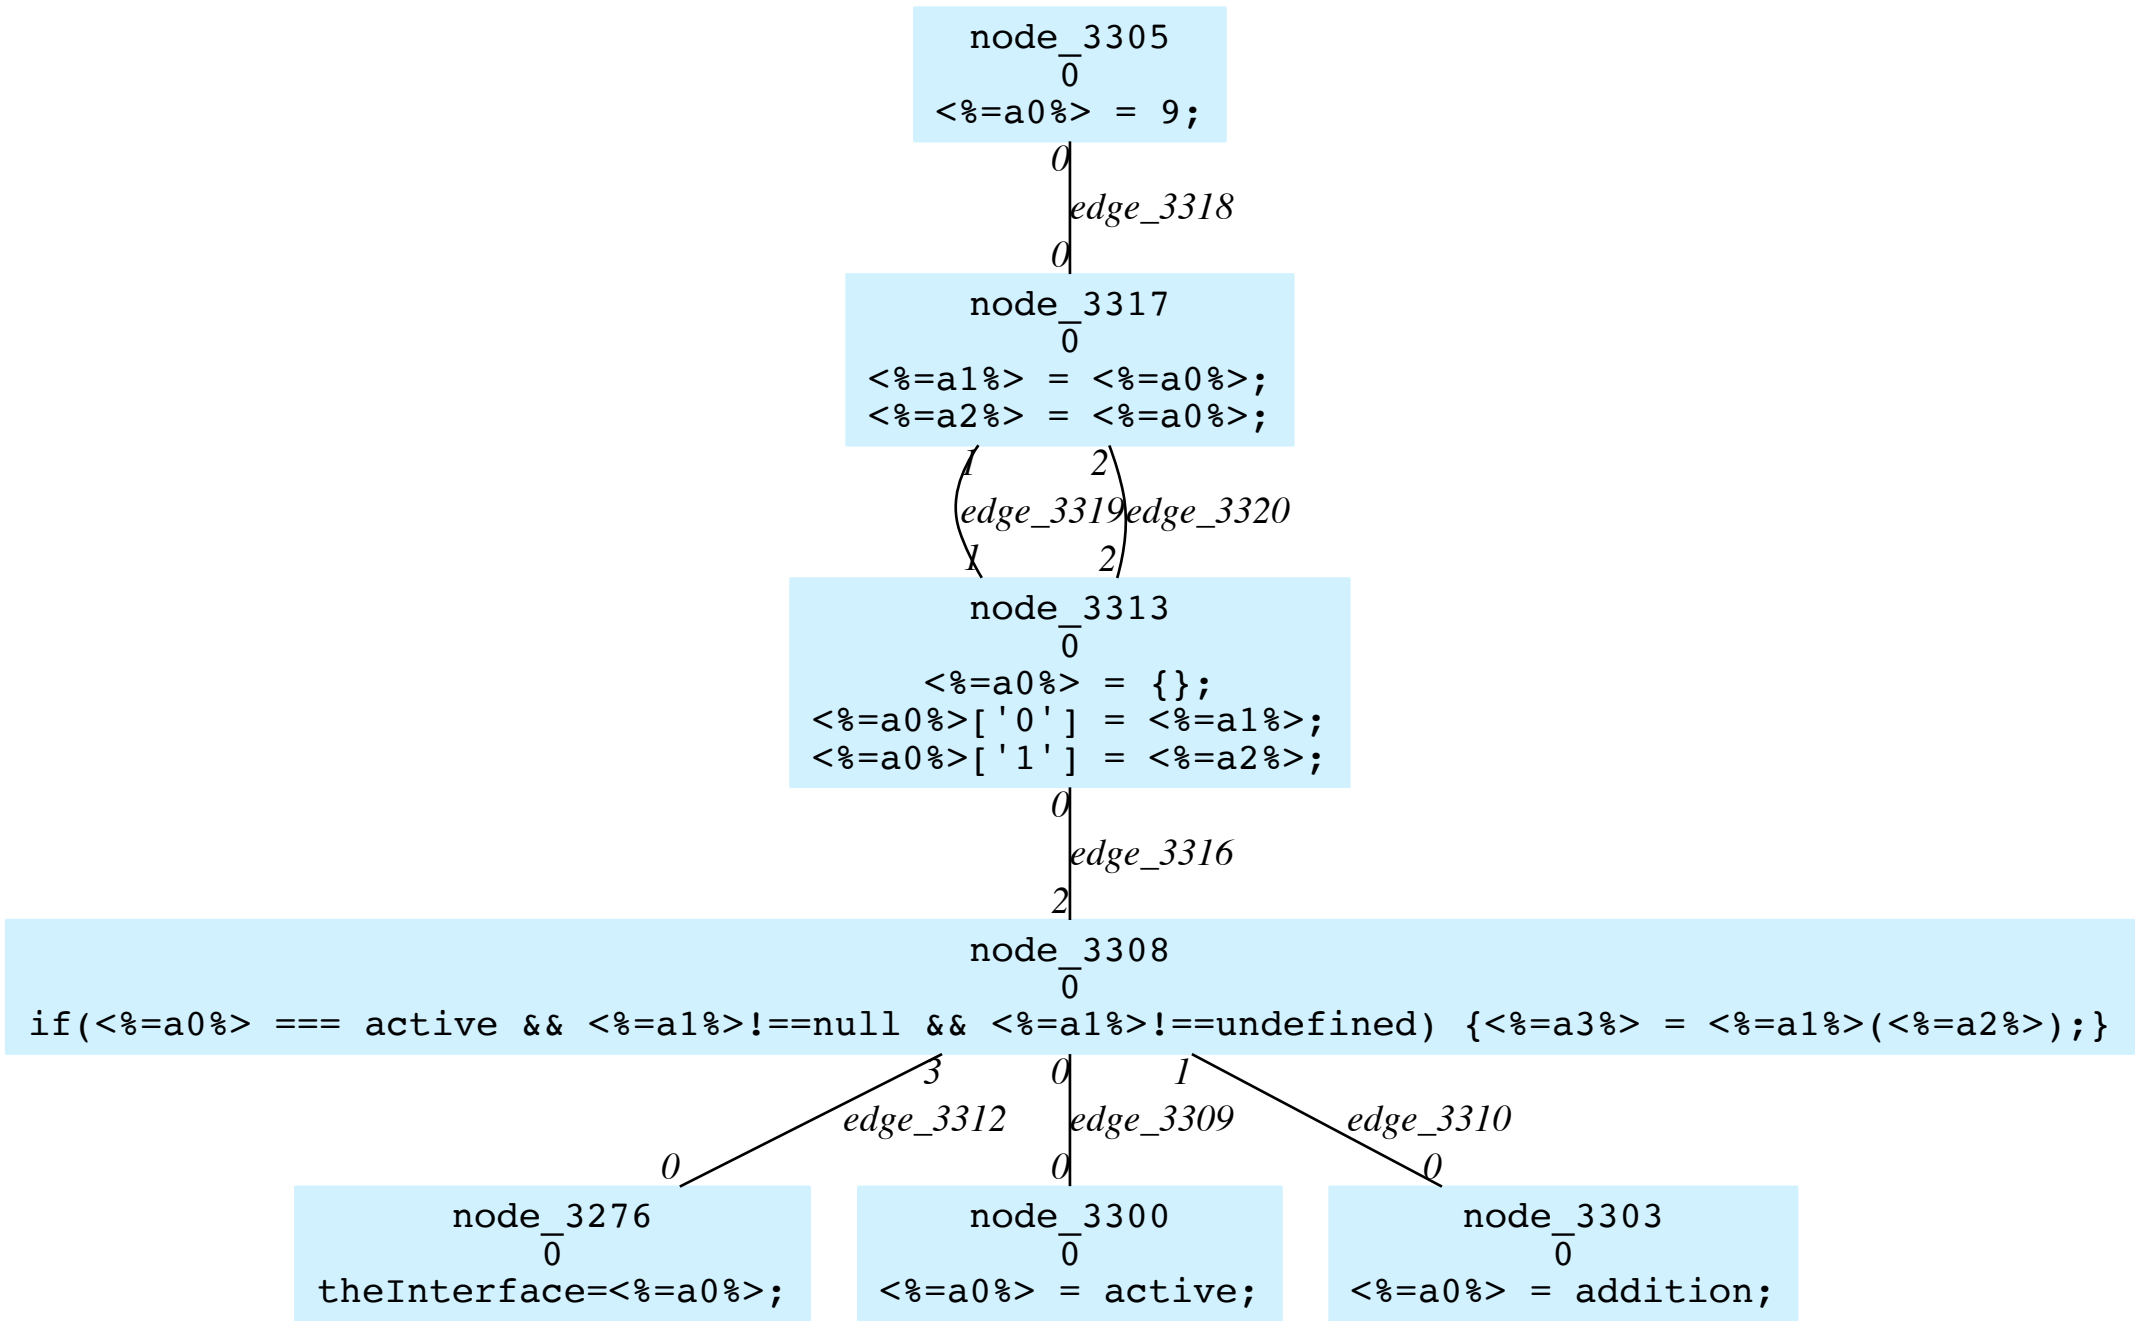 node_3305
0
<%=a0%> = 9;
0
edge_3318
0
node_3317
0
<%=a1%> = <%=a0%>;
<%=a2%> = <%=a0%>;
1 2
edge_3319 edge_3320
1 2
node_3313
0
<%=a0%> = {};
<%=a0%>['0'] = <%=a1%>;
<%=a0%>['1'] = <%=a2%>;
0
edge_3316
2
node_3308
0
if(<%=a0%> === active && <%=a1%>!==null && <%=a1%>!==undefined) {<%=a3%> = <%=a1%>(<%=a2%>);}
3 0 1
edge_3312 edge_3309 edge_3310
0 0 0
node_3276
0
theInterface=<%=a0%>;
node_3300
0
<%=a0%> = active;
node_3303
0
<%=a0%> = addition;